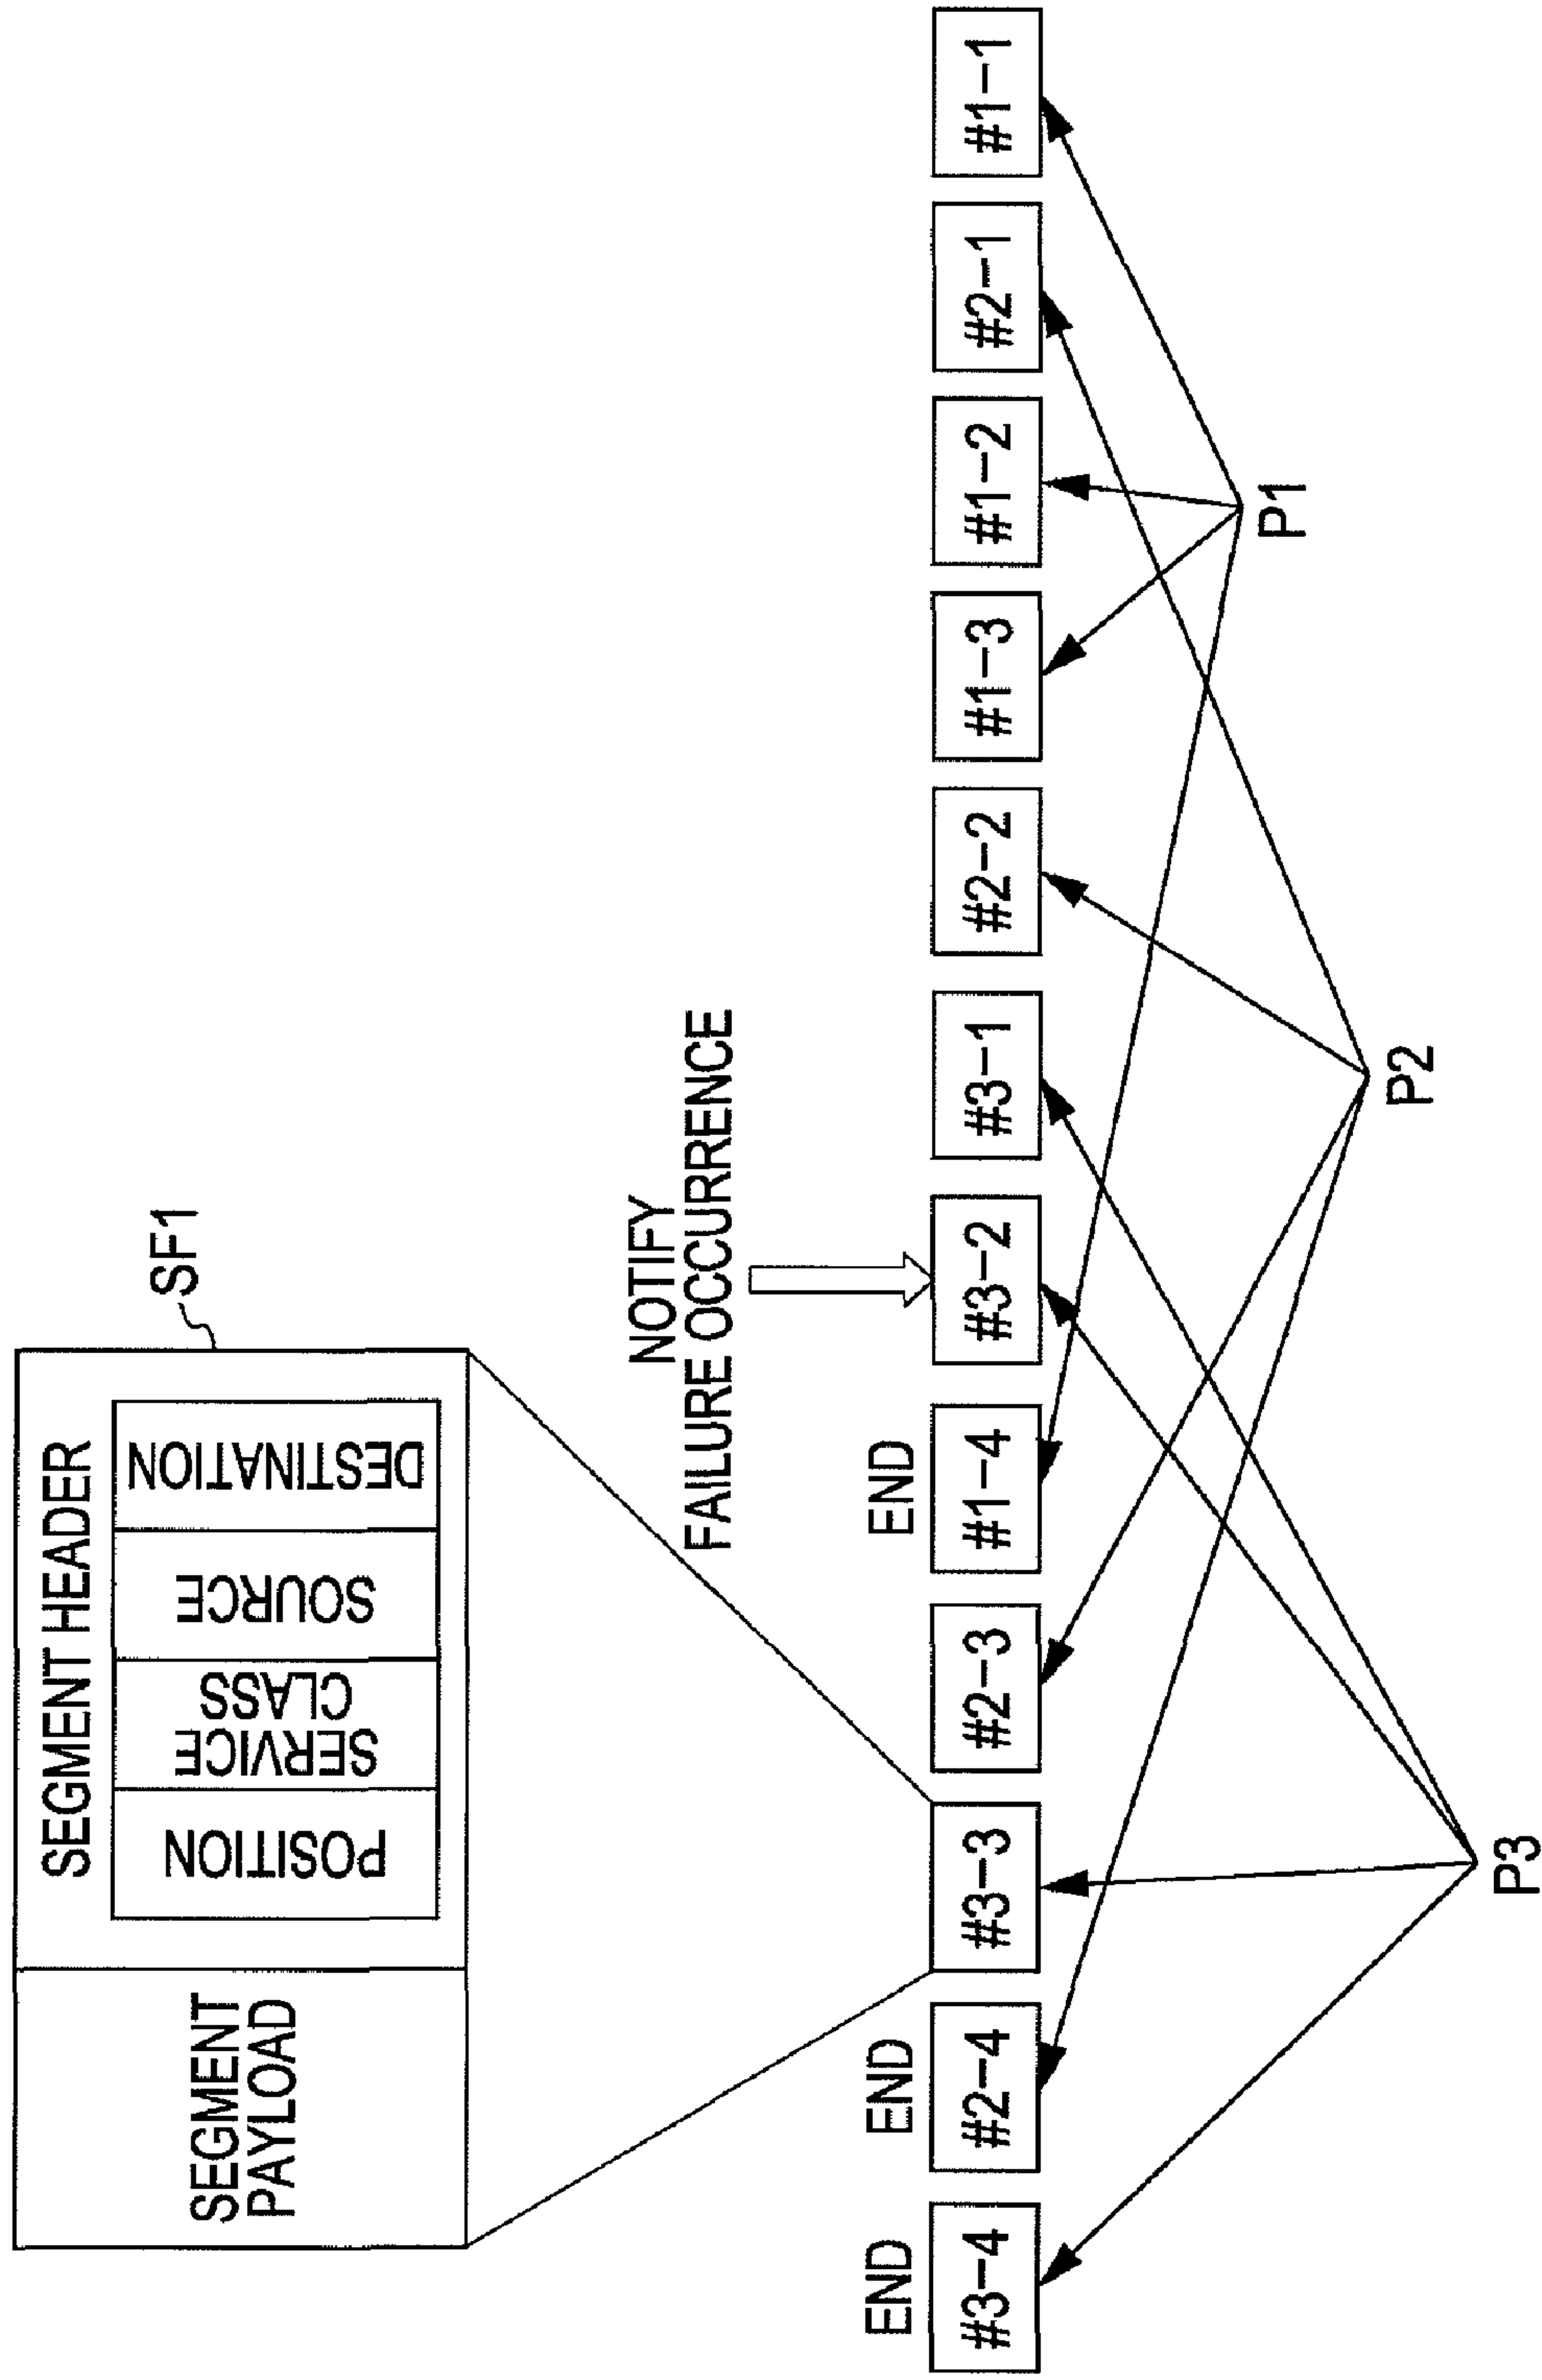 SF1
SEGMENT
PAYLOAD
SEGMENT HEADER
POSITION
SERVICE
CLASS
SOURCE
DESTINATION
NOTIFY
FAILURE OCCURRENCE
END
END
END
#3-4
#2-4
#3-3
#2-3
#1-4
#3-2
#3-1
#2-2
#1-3
#1-2
#2-1
#1-1
P1
P2
P3